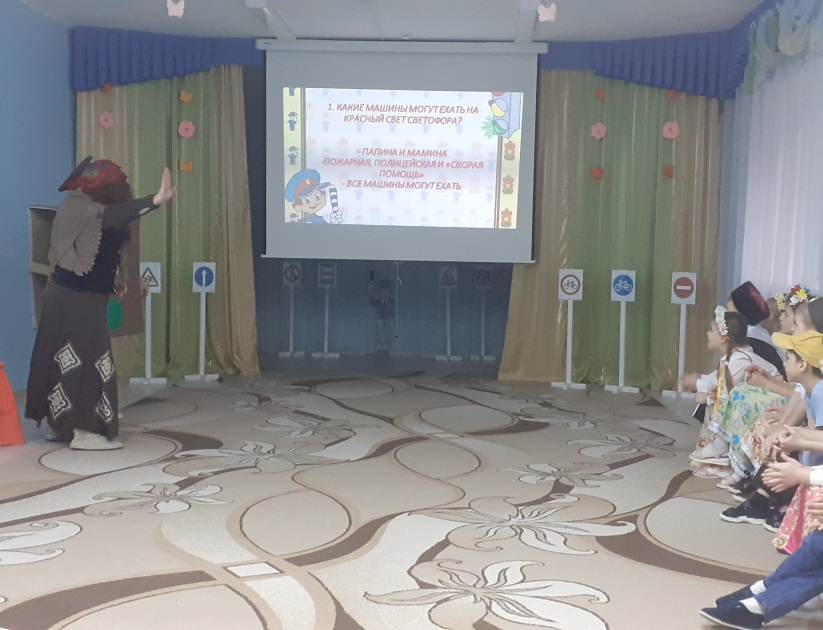 1. КАКИЕ МАШИНЫ МОГУТ ЕХАТЬ НА
КРАСНЫЙ СВЕТ СВЕТОФОРА?
- ПАПИНА И МАМИНА
-ПОЖАРНАЯ, ПОЛИЦЕЙСКАЯ И «СКОРАЯ
ПОМОЩЬ»
- ВСЕ МАШИНЫ МОГУТ ЕХАТЬ